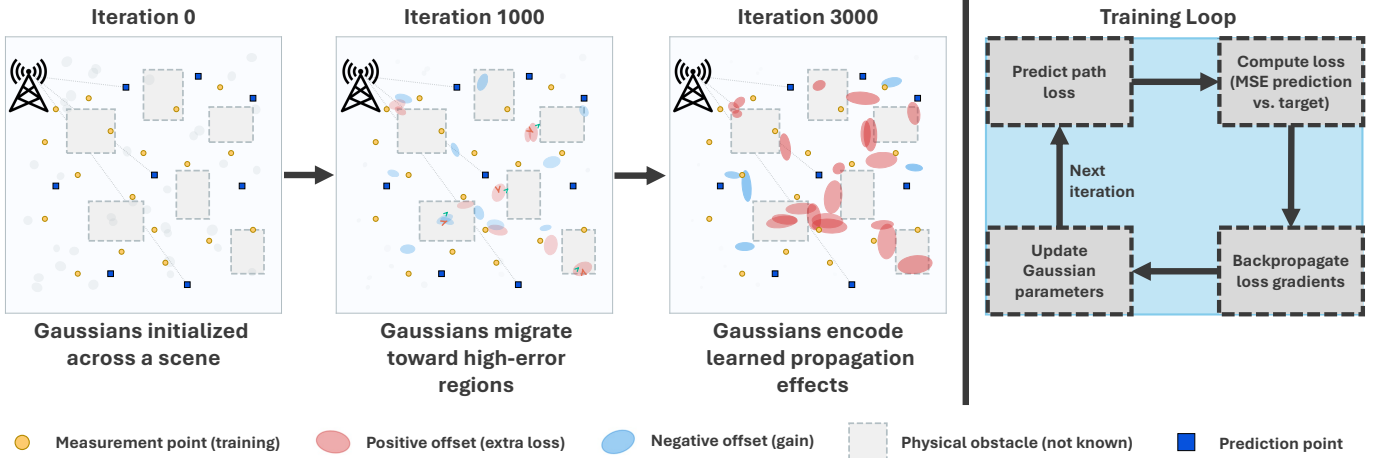 Iteration 0
Iteration 1000
Iteration 3000
Training Loop
Predict path
loss
Compute loss
(MSE prediction
vs. target)
Next
iteration
Update
Gaussian
parameters
Backpropagate
loss gradients
Gaussians initialized
across a scene
Gaussians migrate
toward high-error
regions
Gaussians encode
learned propagation
effects
Measurement point (training)
Positive offset (extra loss)
Negative offset (gain)
Physical obstacle (not known)
Prediction point